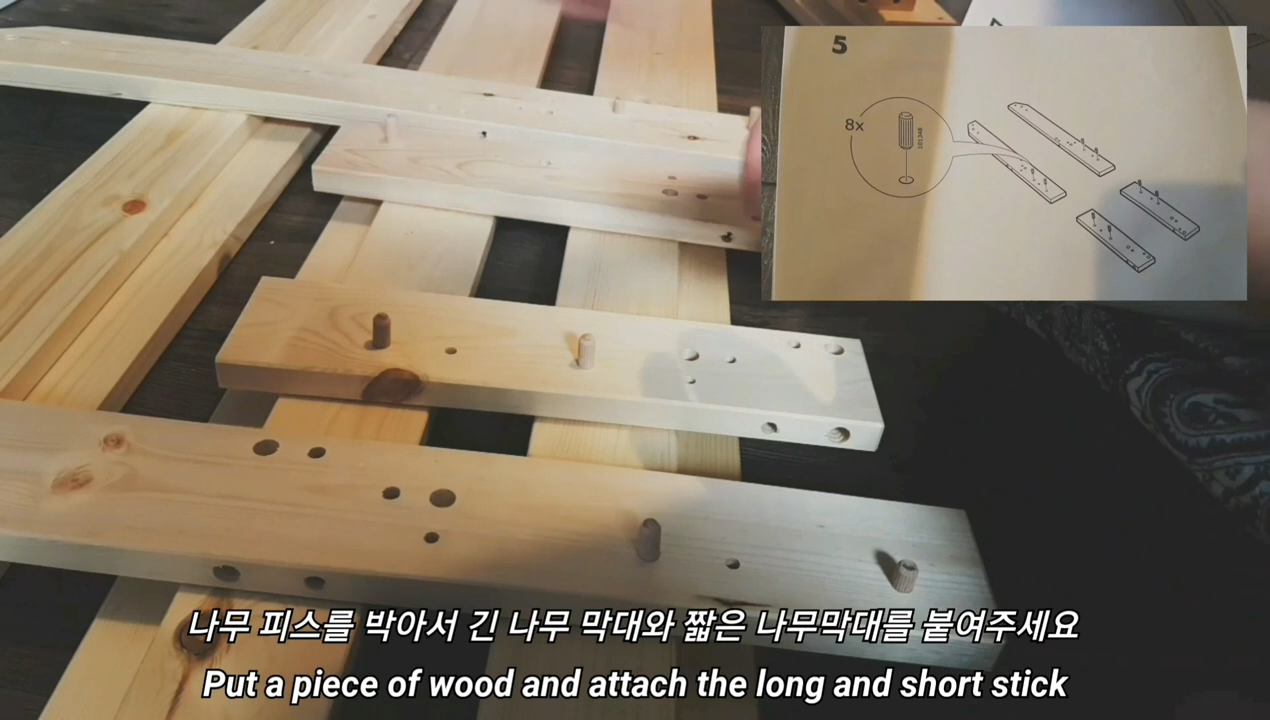 5
8x
101348
나무 피스를 박아서 긴 나무 막대와 짧은 나무막대를 붙여주세요
Put a piece of wood and attach the long and short stick